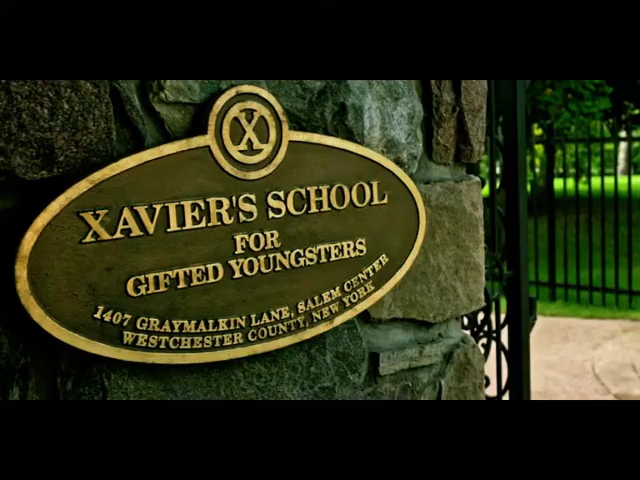 X
XAVIER'S SCHOOL
FOR
GIFTED YOUNGSTERS
1407 GRAYMALKIN LANE, SALEM CENTER
WESTCHESTER COUNTY, NEW YORK